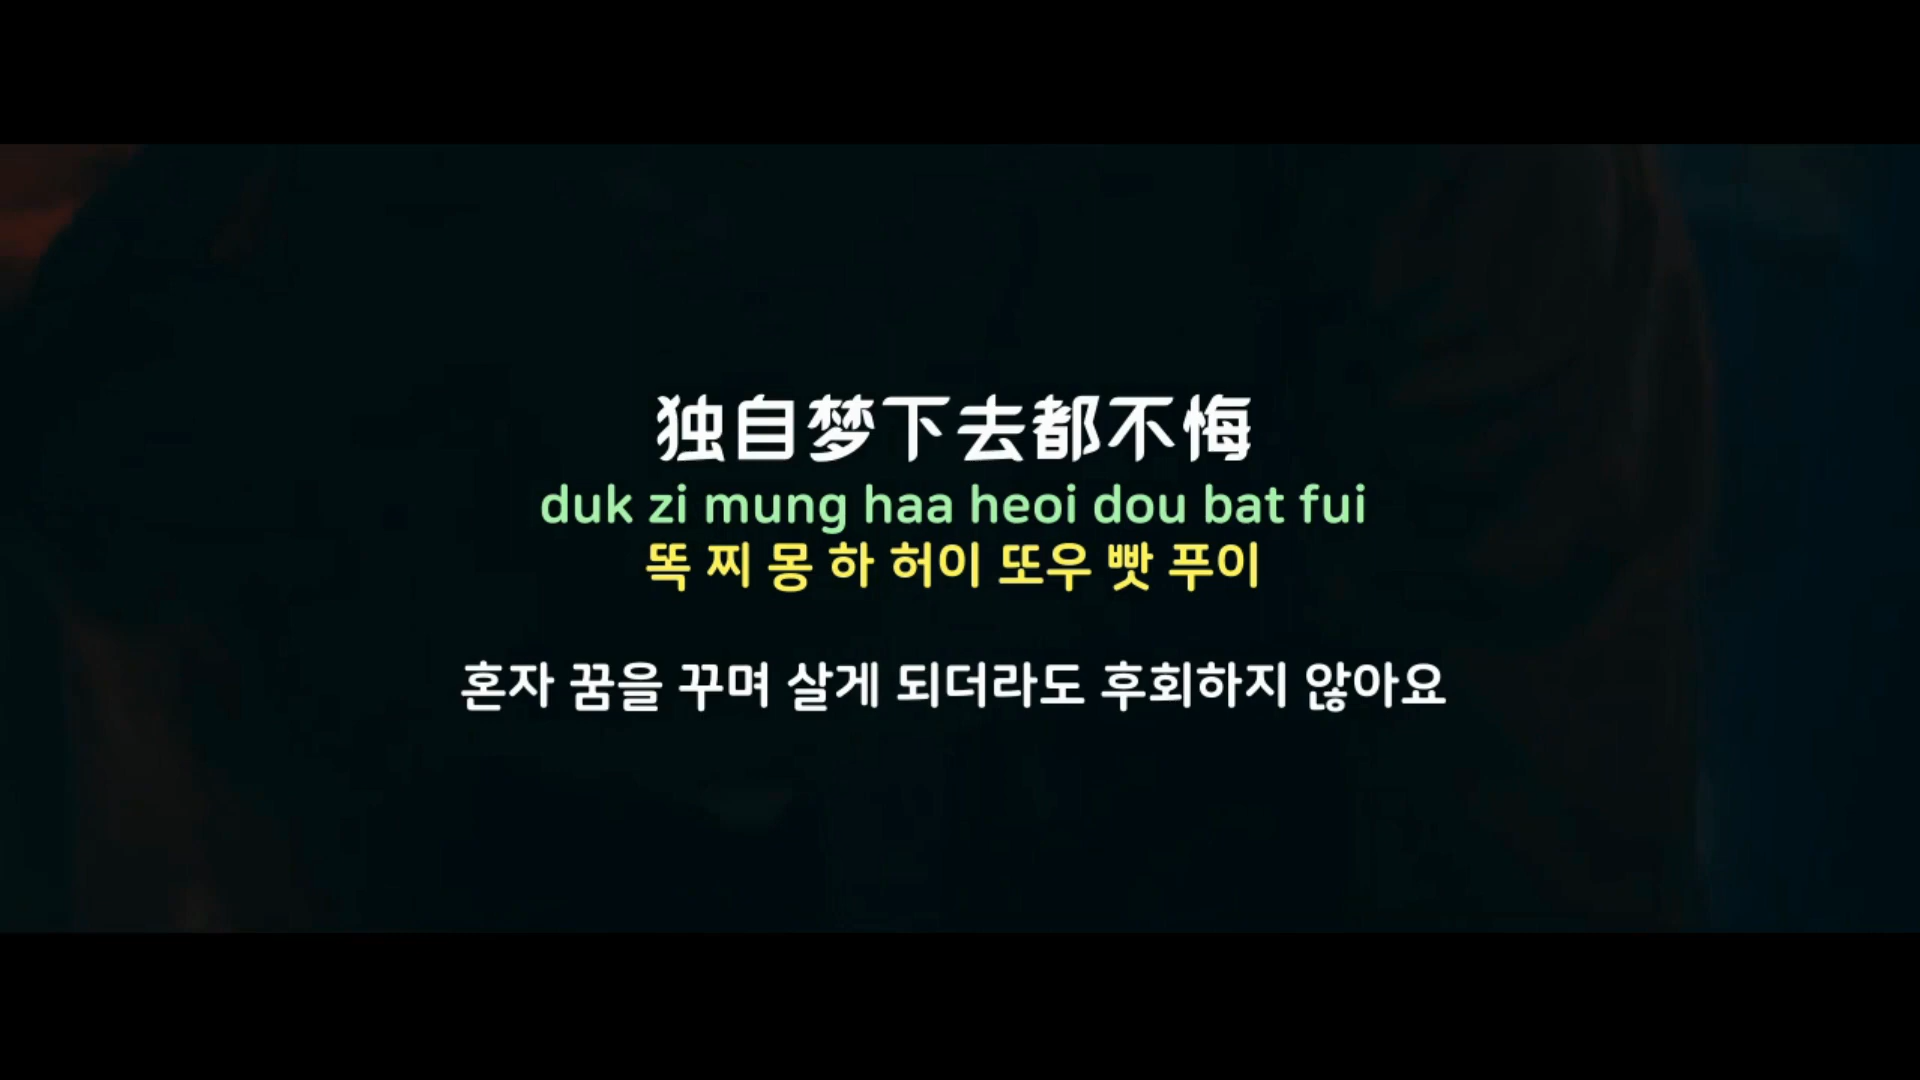 独自梦下去都不悔
duk zi mung haa heoi dou bat fui
똑 찌 몽 하 허이 또우 빳 푸이
혼자 꿈을 꾸며 살게 되더라도 후회하지 않아요